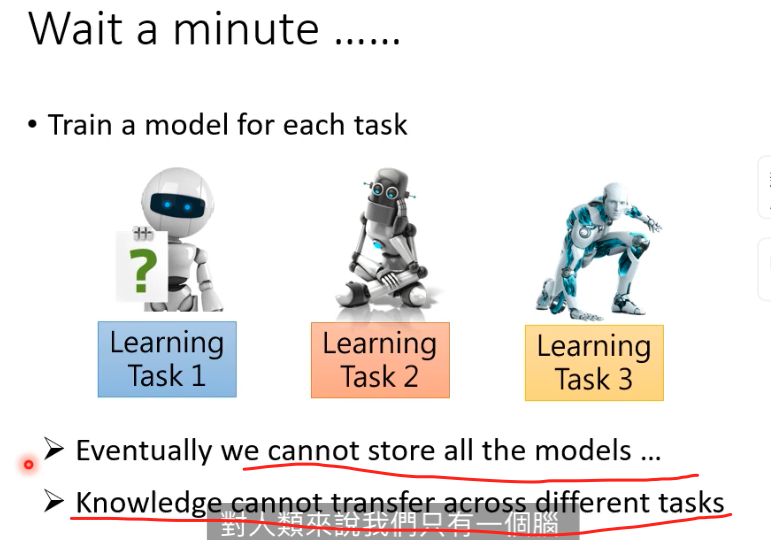 Wait a minute ……
• Train a model for each task
?
Learning
Task 1
Learning
Task 2
Learning
Task 3
➢ Eventually we cannot store all the models …
➢ Knowledge cannot transfer across different tasks
對人類來說我們只有一個腦